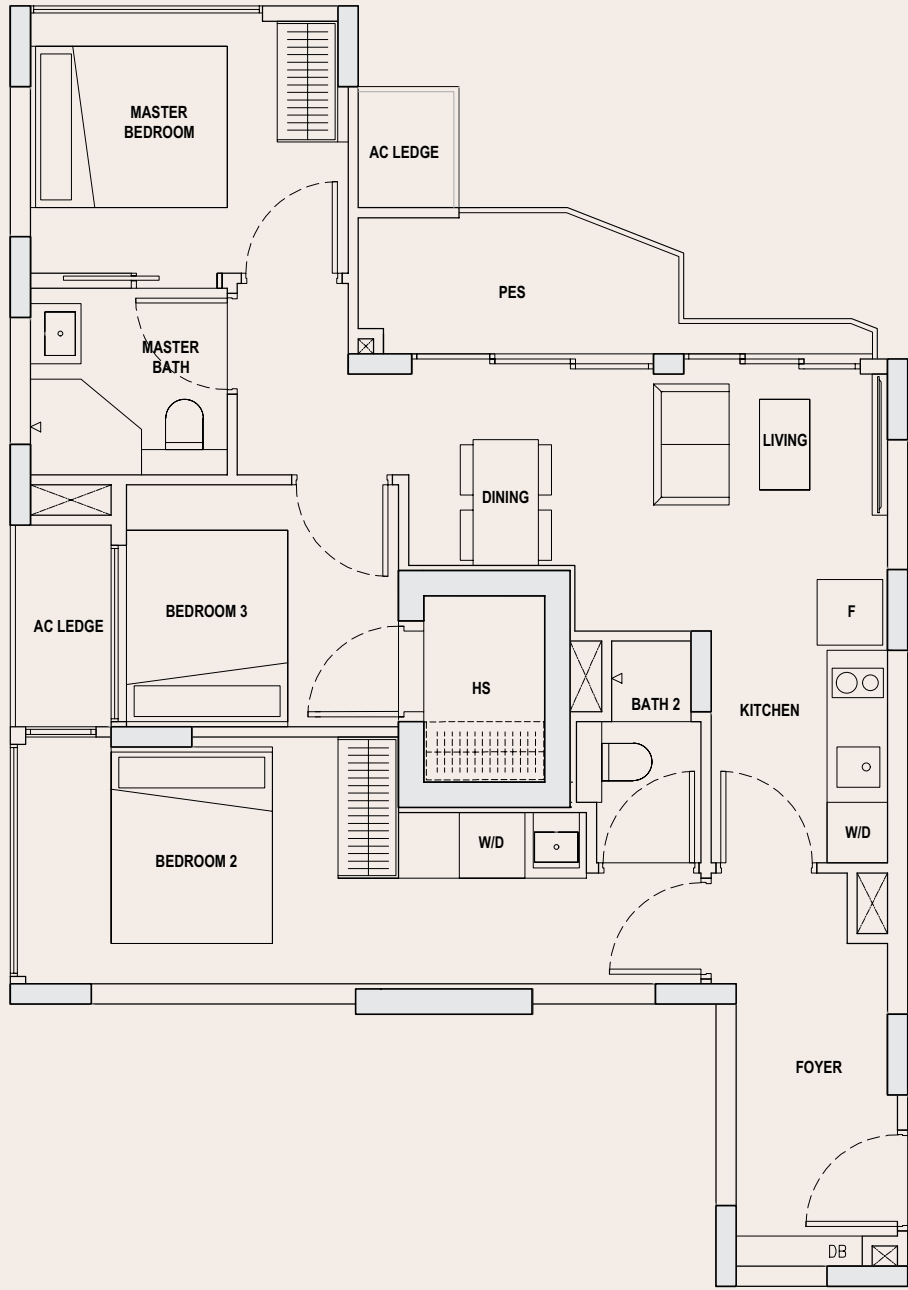 MASTER
BEDROOM
AC LEDGE
PES
MASTER
BATH
LIVING
DINING
BEDROOM 3
F
AC LEDGE
HS
BATH 2
KITCHEN
BEDROOM 2
W/D
W/D
FOYER
DB